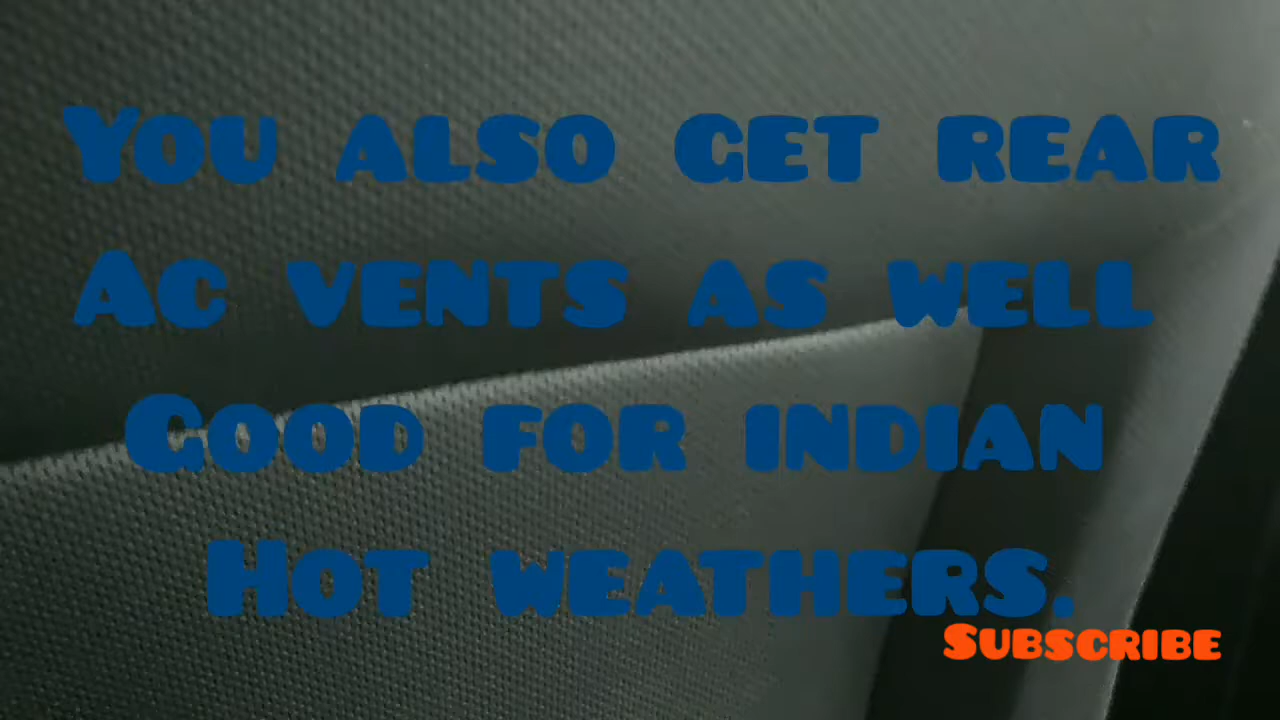 You also get rear
Ac vents as well
Good for indian
Hot weathers.
Subscribe